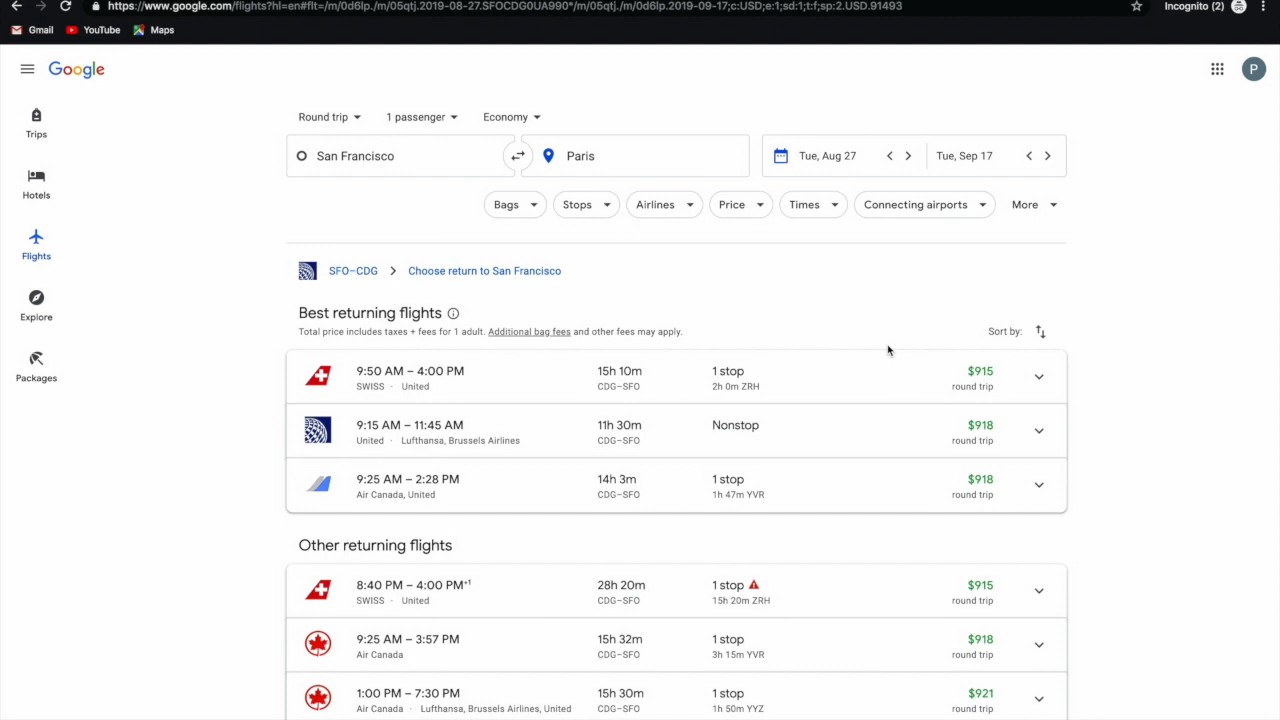 https://www.google.com/flights?hl=en#flt=/m/0d6lp./m/05qtj.2019-08-27.SFOCDG0UA990*/m/05qtj./m/0d6lp.2019-09-17;c:USD;e:1;sd:1;t:f;sp:2.USD.91493
Incognito (2)
Gmail YouTube Maps
Google
P
Trips
Hotels
Flights
Explore
Packages
Round trip 1 passenger Economy
San Francisco Paris Tue, Aug 27 Tue, Sep 17
Bags Stops Airlines Price Times Connecting airports More
SFO–CDG Choose return to San Francisco
Best returning flights
Total price includes taxes + fees for 1 adult. Additional bag fees and other fees may apply.
Sort by:
9:50 AM – 4:00 PM 15h 10m 1 stop $915
SWISS · United CDG–SFO 2h 0m ZRH round trip
9:15 AM – 11:45 AM 11h 30m Nonstop $918
United · Lufthansa, Brussels Airlines CDG–SFO round trip
9:25 AM – 2:28 PM 14h 3m 1 stop $918
Air Canada, United CDG–SFO 1h 47m YVR round trip
Other returning flights
8:40 PM – 4:00 PM+1 28h 20m 1 stop $915
SWISS · United CDG–SFO 15h 20m ZRH round trip
9:25 AM – 3:57 PM 15h 32m 1 stop $918
Air Canada CDG–SFO 3h 15m YVR round trip
1:00 PM – 7:30 PM 15h 30m 1 stop $921
Air Canada · Lufthansa, Brussels Airlines, United CDG–SFO 1h 50m YYZ round trip